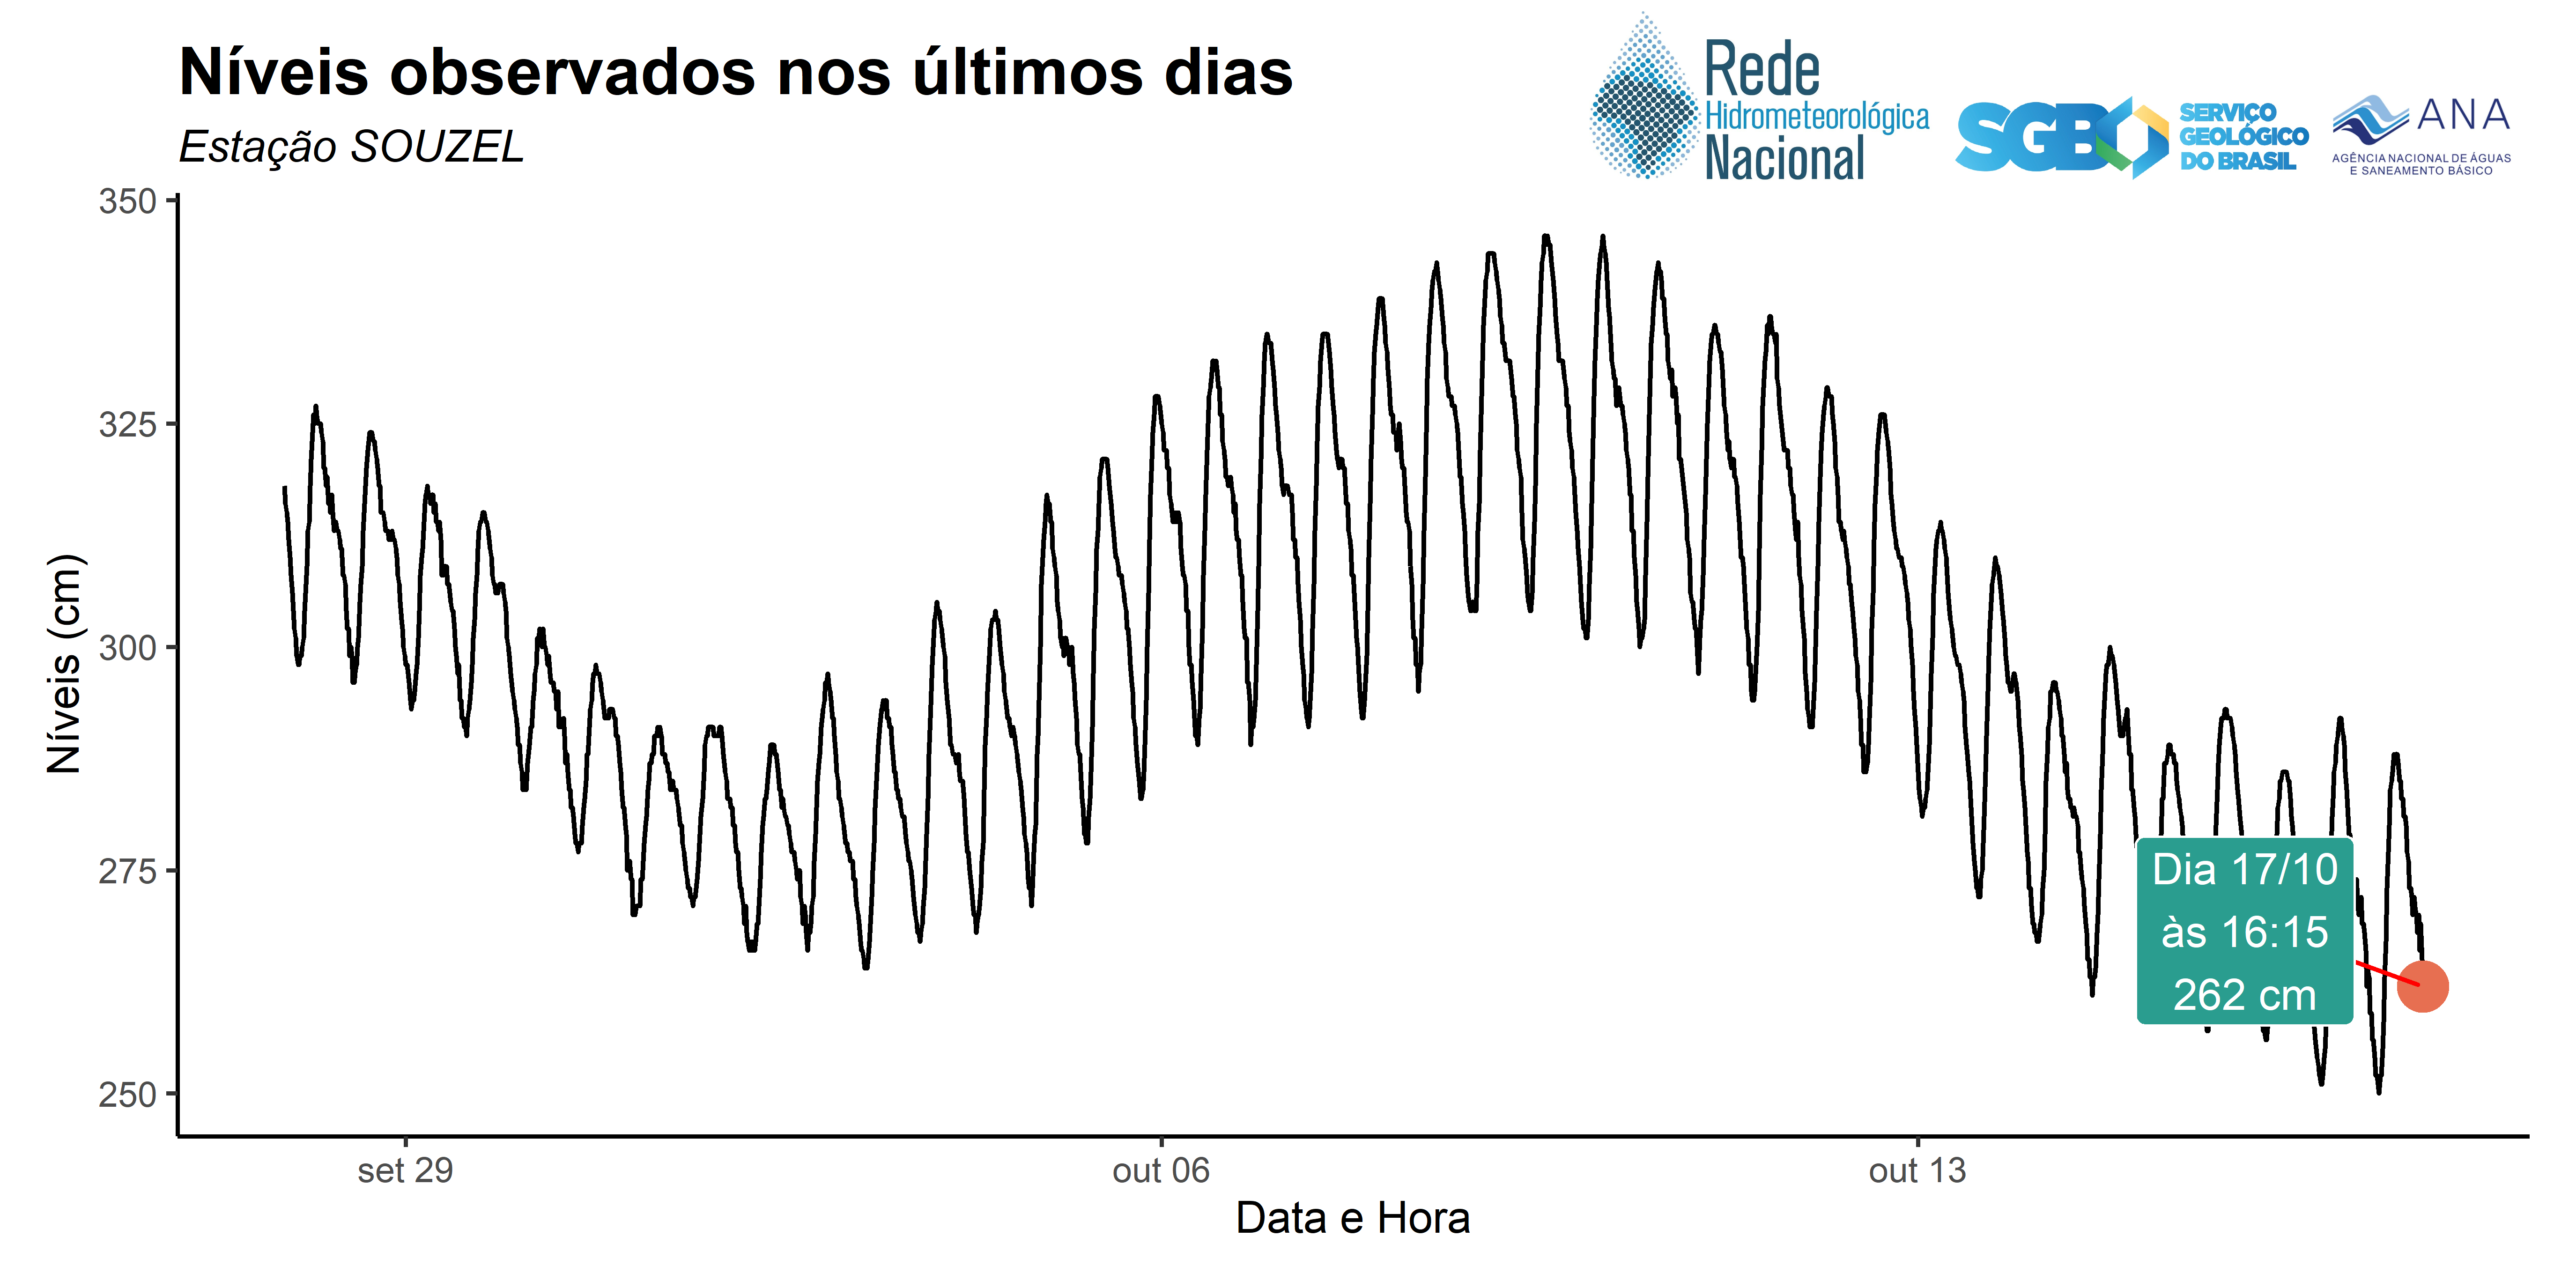 Níveis observados nos últimos dias
Estação SOUZEL
Rede
Hidrometeorológica
Nacional
SGB
SERVIÇO
GEOLÓGICO
DO BRASIL
ANA
AGÊNCIA NACIONAL DE ÁGUAS
E SANEAMENTO BÁSICO
Níveis (cm)
350
325
300
275
250
Dia 17/10
às 16:15
262 cm
set 29
out 06
out 13
Data e Hora